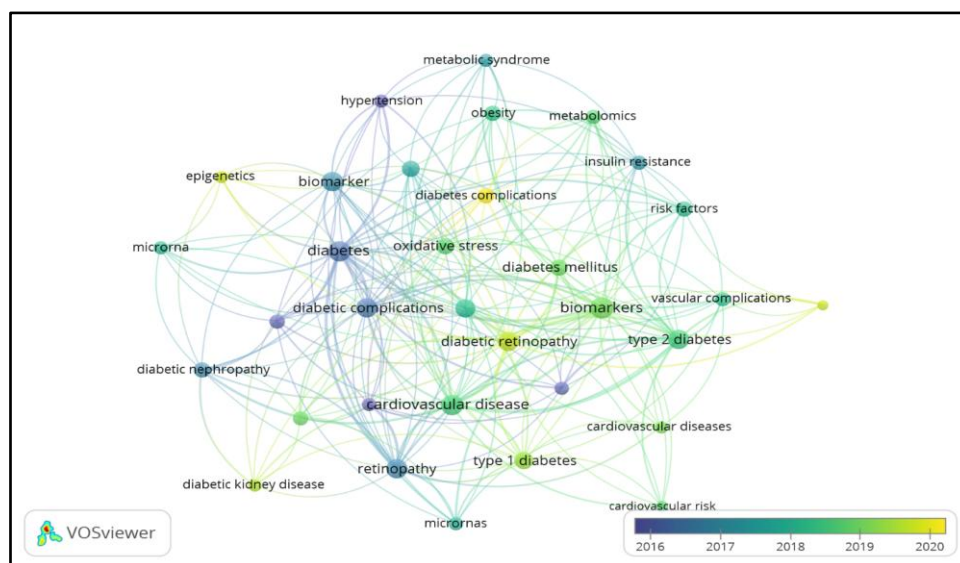 metabolic syndrome
hypertension
obesity
metabolomics
insulin resistance
epigenetics
biomarker
diabetes complications
risk factors
microrna
diabetes
oxidative stress
diabetes mellitus
diabetic complications
biomarkers
vascular complications
diabetic retinopathy
type 2 diabetes
diabetic nephropathy
cardiovascular disease
cardiovascular diseases
retinopathy
type 1 diabetes
diabetic kidney disease
cardiovascular risk
micrornas
VOSviewer
2016 2017 2018 2019 2020